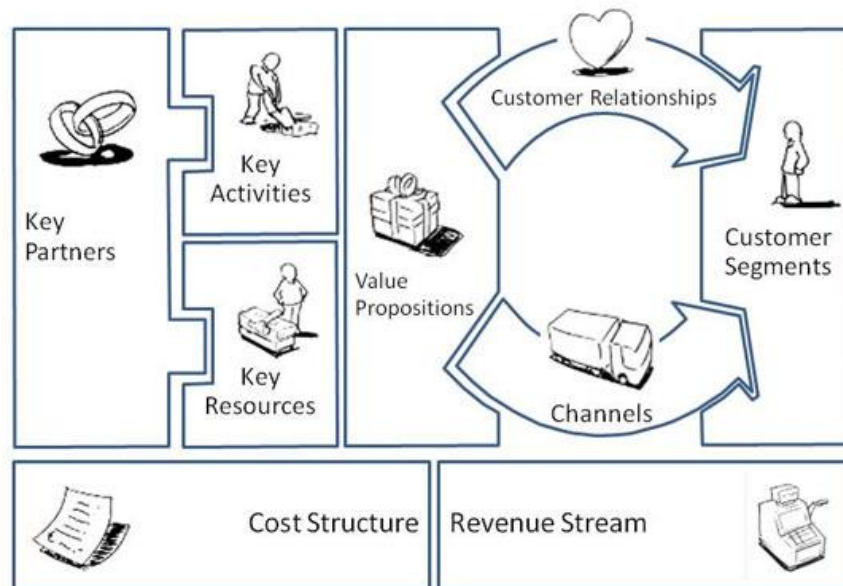 Key
Partners
Key
Activities
Key
Resources
Value
Propositions
Customer Relationships
Channels
Customer
Segments
Cost Structure
Revenue Stream